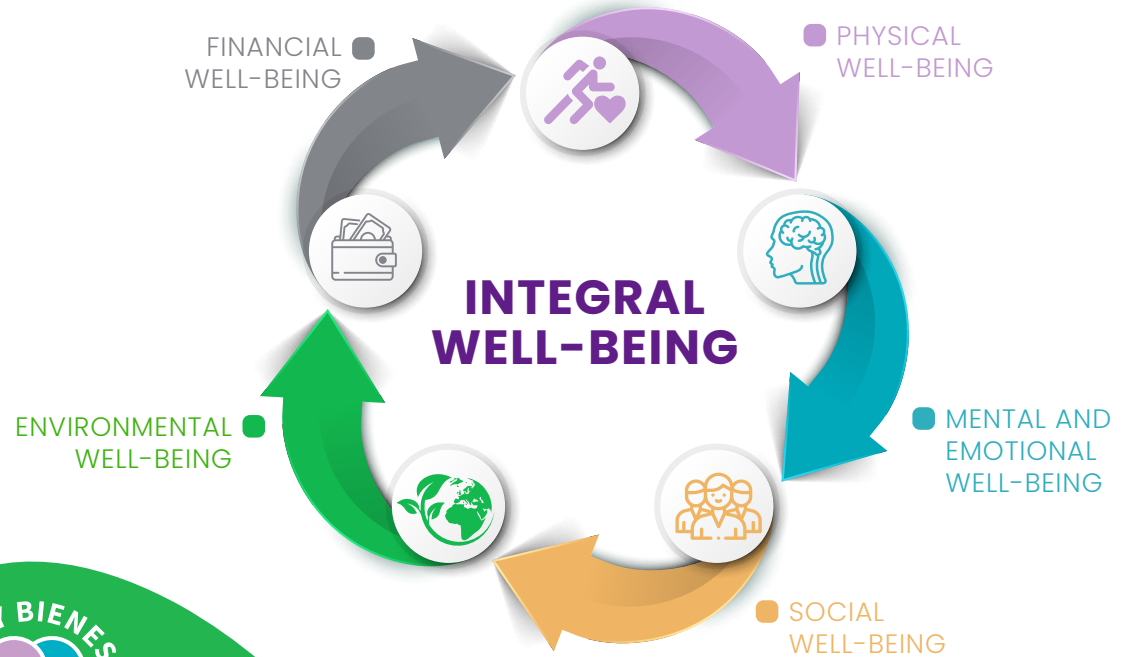 FINANCIAL
WELL-BEING
PHYSICAL
WELL-BEING
INTEGRAL
WELL-BEING
ENVIRONMENTAL
WELL-BEING
MENTAL AND
EMOTIONAL
WELL-BEING
SOCIAL
WELL-BEING